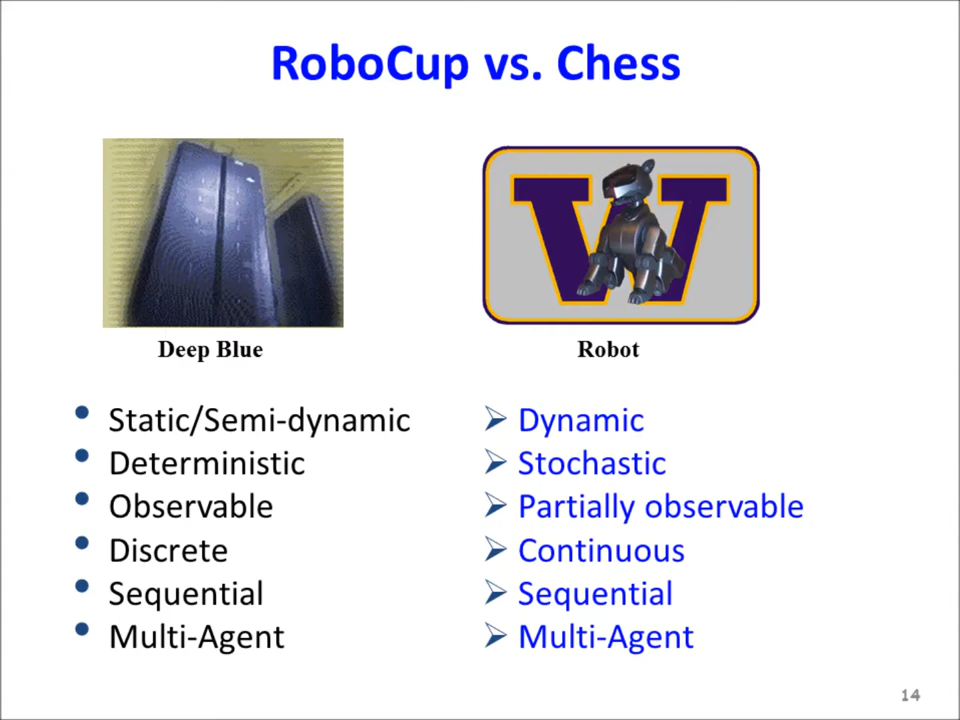 RoboCup vs. Chess
W
Deep Blue
Robot
• Static/Semi-dynamic
• Deterministic
• Observable
• Discrete
• Sequential
• Multi-Agent
➢ Dynamic
➢ Stochastic
➢ Partially observable
➢ Continuous
➢ Sequential
➢ Multi-Agent
14